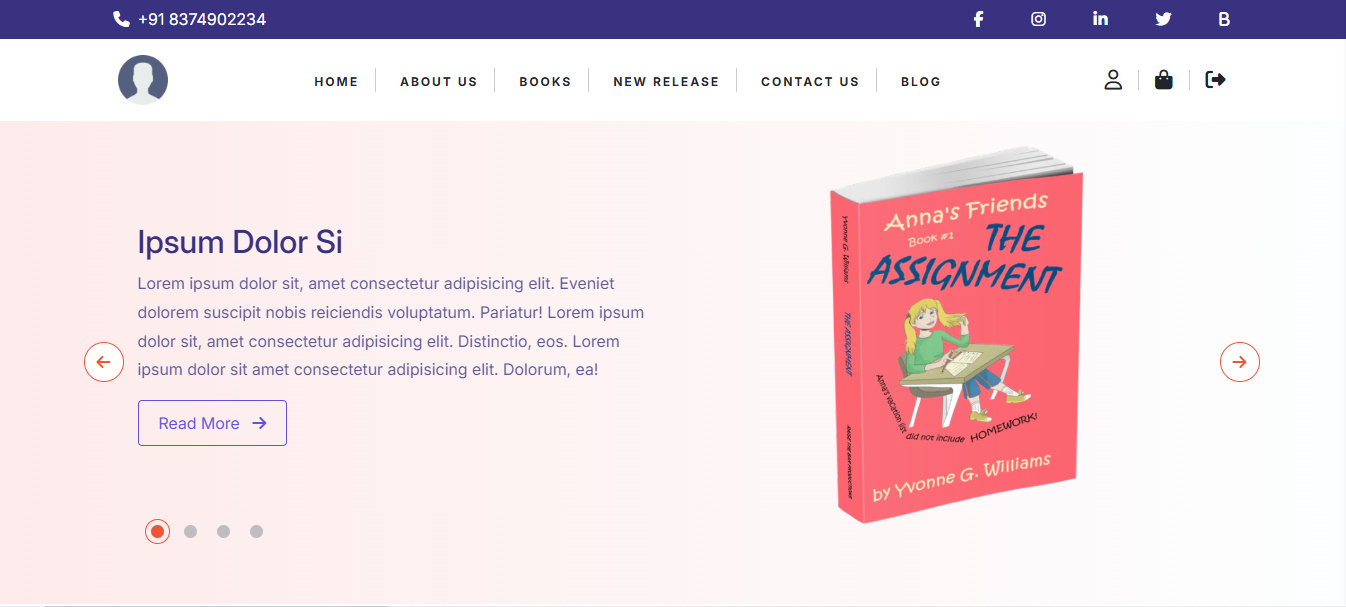 +91 8374902234
HOME
ABOUT US
BOOKS
NEW RELEASE
CONTACT US
BLOG
Ipsum Dolor Si
Lorem ipsum dolor sit, amet consectetur adipisicing elit. Eveniet
dolorem suscipit nobis reiciendis voluptatum. Pariatur! Lorem ipsum
dolor sit, amet consectetur adipisicing elit. Distinctio, eos. Lorem
ipsum dolor sit amet consectetur adipisicing elit. Dolorum, ea!
Read More
Anna's Friends
Book #1
THE
ASSIGNMENT
Anna's vacation list
did not include
HOMEWORK!
by Yvonne G. Williams
Yvonne G. Williams
THE ASSIGNMENT